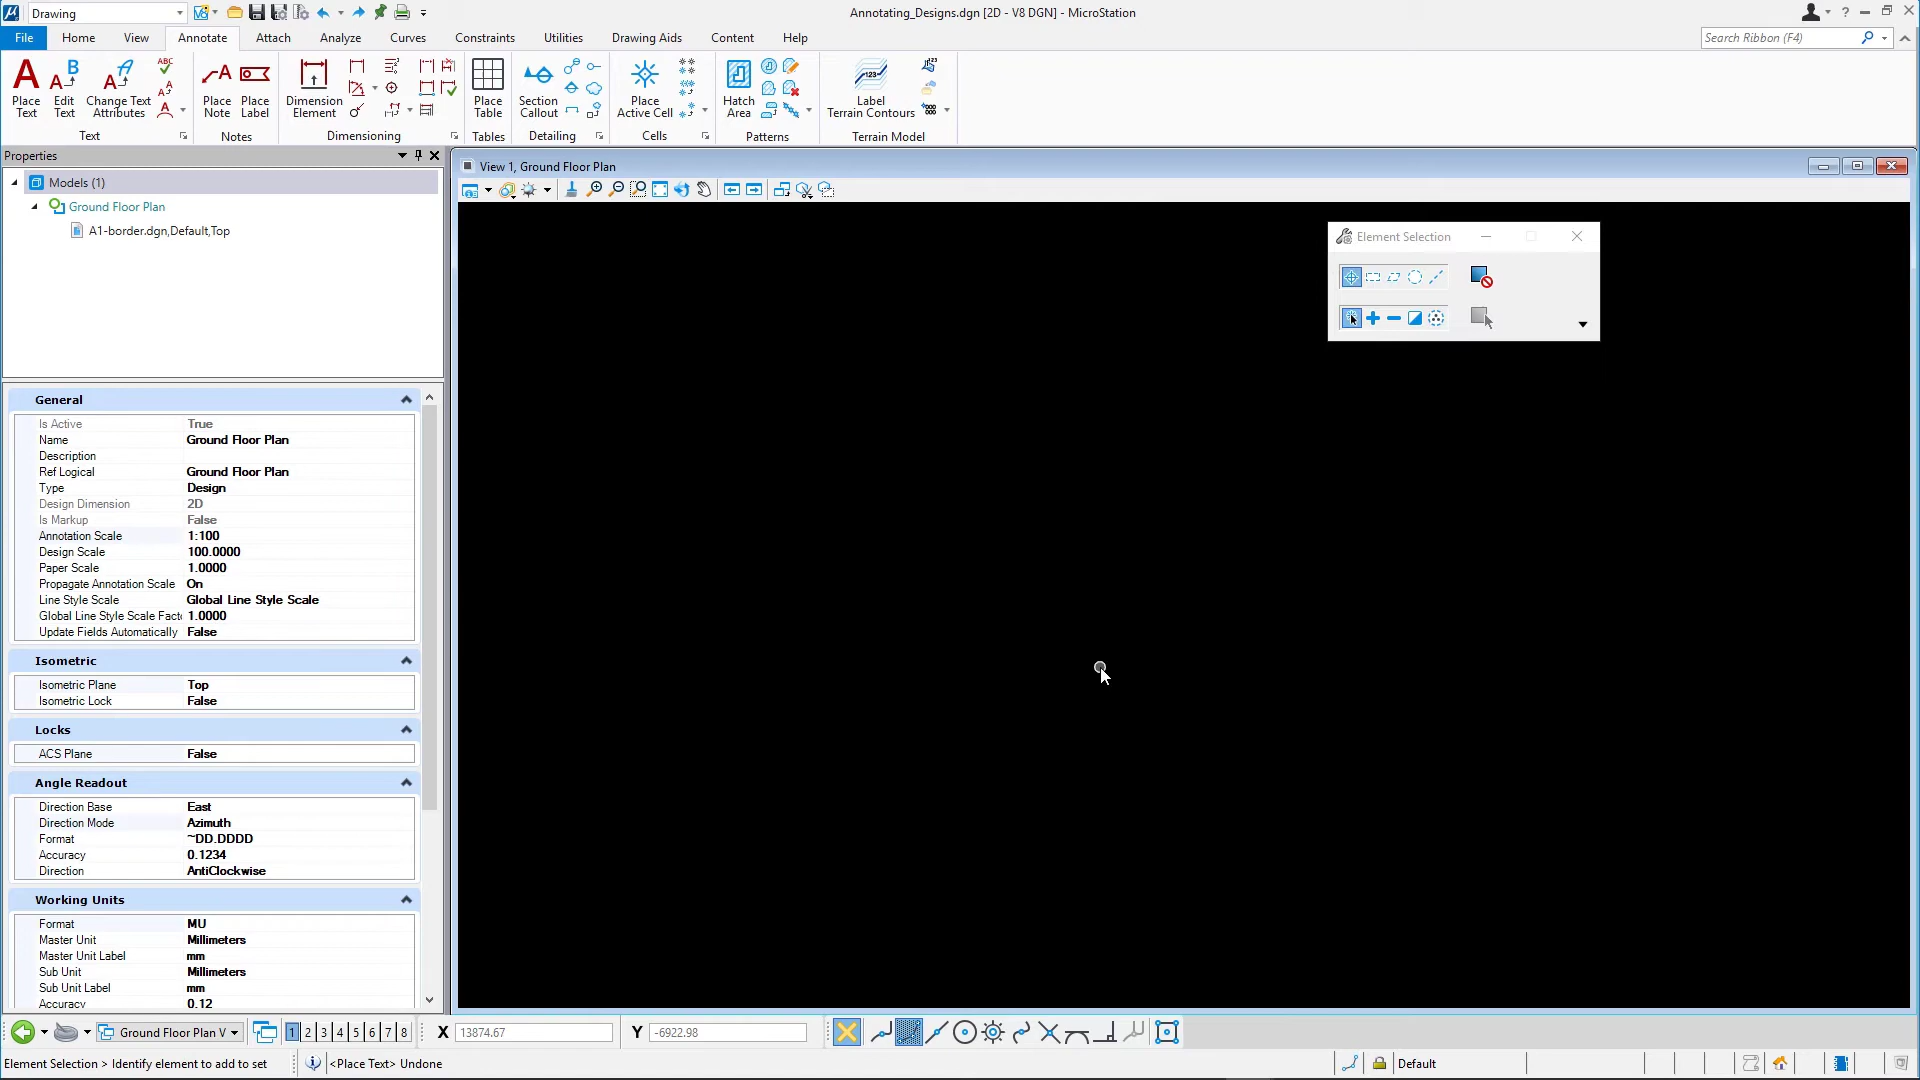 Drawing
Annotating_Designs.dgn [2D - V8 DGN] - MicroStation
File
Home
View
Annotate
Attach
Analyze
Curves
Constraints
Utilities
Drawing Aids
Content
Help
Search Ribbon (F4)
Place Text
Edit Text
Change Text Attributes
Place Note
Place Label
Dimension Element
Place Table
Section Callout
Place Active Cell
Hatch Area
Label Terrain Contours
Text
Notes
Dimensioning
Tables
Detailing
Cells
Patterns
Terrain Model
Properties
Models (1)
Ground Floor Plan
A1-border.dgn,Default,Top
View 1, Ground Floor Plan
Element Selection
General
Is Active True
Name Ground Floor Plan
Description
Ref Logical Ground Floor Plan
Type Design
Design Dimension 2D
Is Markup False
Annotation Scale 1:100
Design Scale 100.0000
Paper Scale 1.0000
Propagate Annotation Scale On
Line Style Scale Global Line Style Scale
Global Line Style Scale Facto 1.0000
Update Fields Automatically False
Isometric
Isometric Plane Top
Isometric Lock False
Locks
ACS Plane False
Angle Readout
Direction Base East
Direction Mode Azimuth
Format ~DD.DDDD
Accuracy 0.1234
Direction AntiClockwise
Working Units
Format MU
Master Unit Millimeters
Master Unit Label mm
Sub Unit Millimeters
Sub Unit Label mm
Accuracy 0.12
Ground Floor Plan V
1 2 3 4 5 6 7 8
X 13874.67
Y -6922.98
Element Selection > Identify element to add to set
<Place Text> Undone
Default